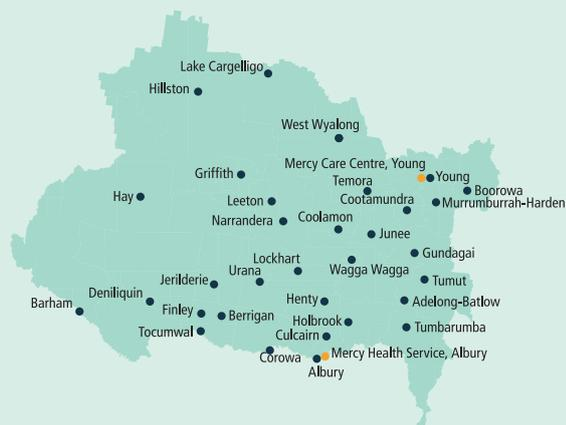 Lake Cargelligo
Hillston
West Wyalong
Mercy Care Centre, Young
Young
Griffith
Temora
Boorowa
Hay
Cootamundra
Leeton
Murrumburrah-Harden
Narrandera
Coolamon
Junee
Gundagai
Lockhart
Urana
Wagga Wagga
Jerilderie
Tumut
Deniliquin
Barham
Henty
Adelong-Batlow
Finley
Berrigan
Holbrook
Tumbarumba
Tocumwal
Culcairn
Corowa
Mercy Health Service, Albury
Albury